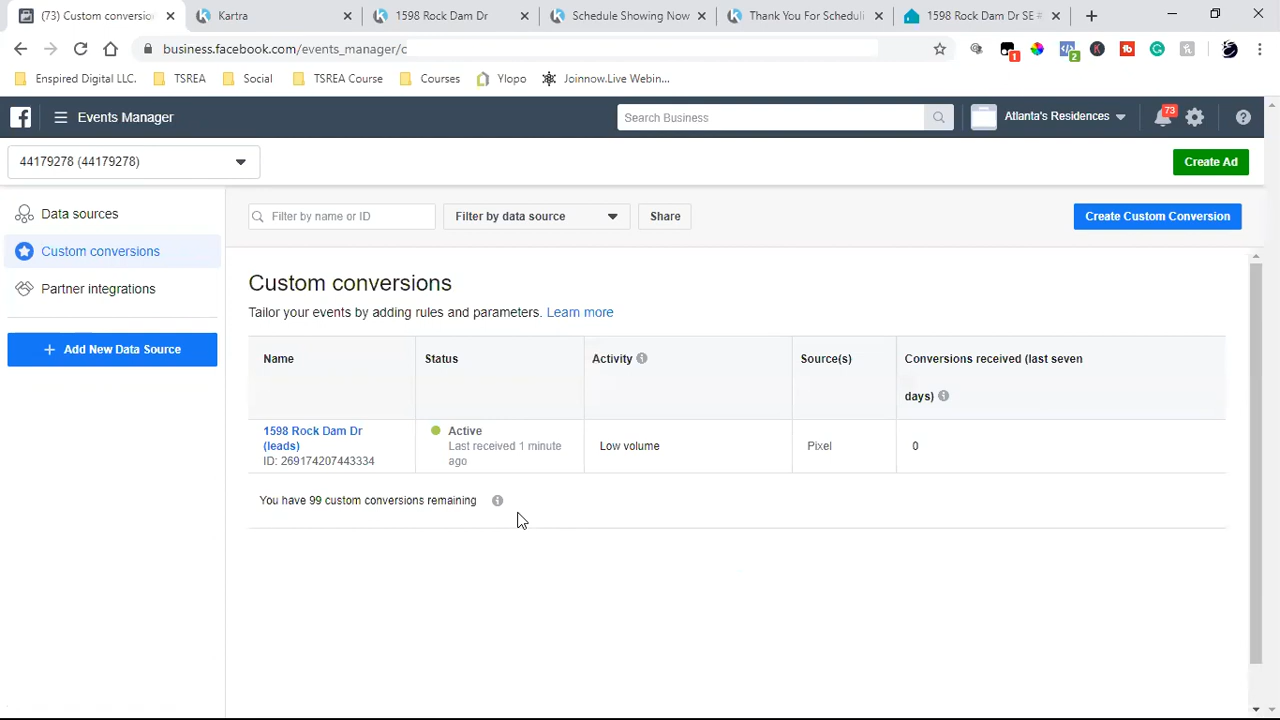 (73) Custom conversion
Kartra
1598 Rock Dam Dr
Schedule Showing Now
Thank You For Scheduli
1598 Rock Dam Dr SE #
business.facebook.com/events_manager/c
1
2
Enspired Digital LLC.
TSREA
Social
TSREA Course
Courses
Ylopo
Joinnow.Live Webin...
Events Manager
Search Business
Atlanta's Residences
73
44179278 (44179278)
Create Ad
Data sources
Custom conversions
Partner integrations
+ Add New Data Source
Filter by name or ID
Filter by data source
Share
Create Custom Conversion
Custom conversions
Tailor your events by adding rules and parameters. Learn more
Name
Status
Activity
Source(s)
Conversions received (last seven
days)
1598 Rock Dam Dr
(leads)
ID: 269174207443334
Active
Last received 1 minute
ago
Low volume
Pixel
0
You have 99 custom conversions remaining